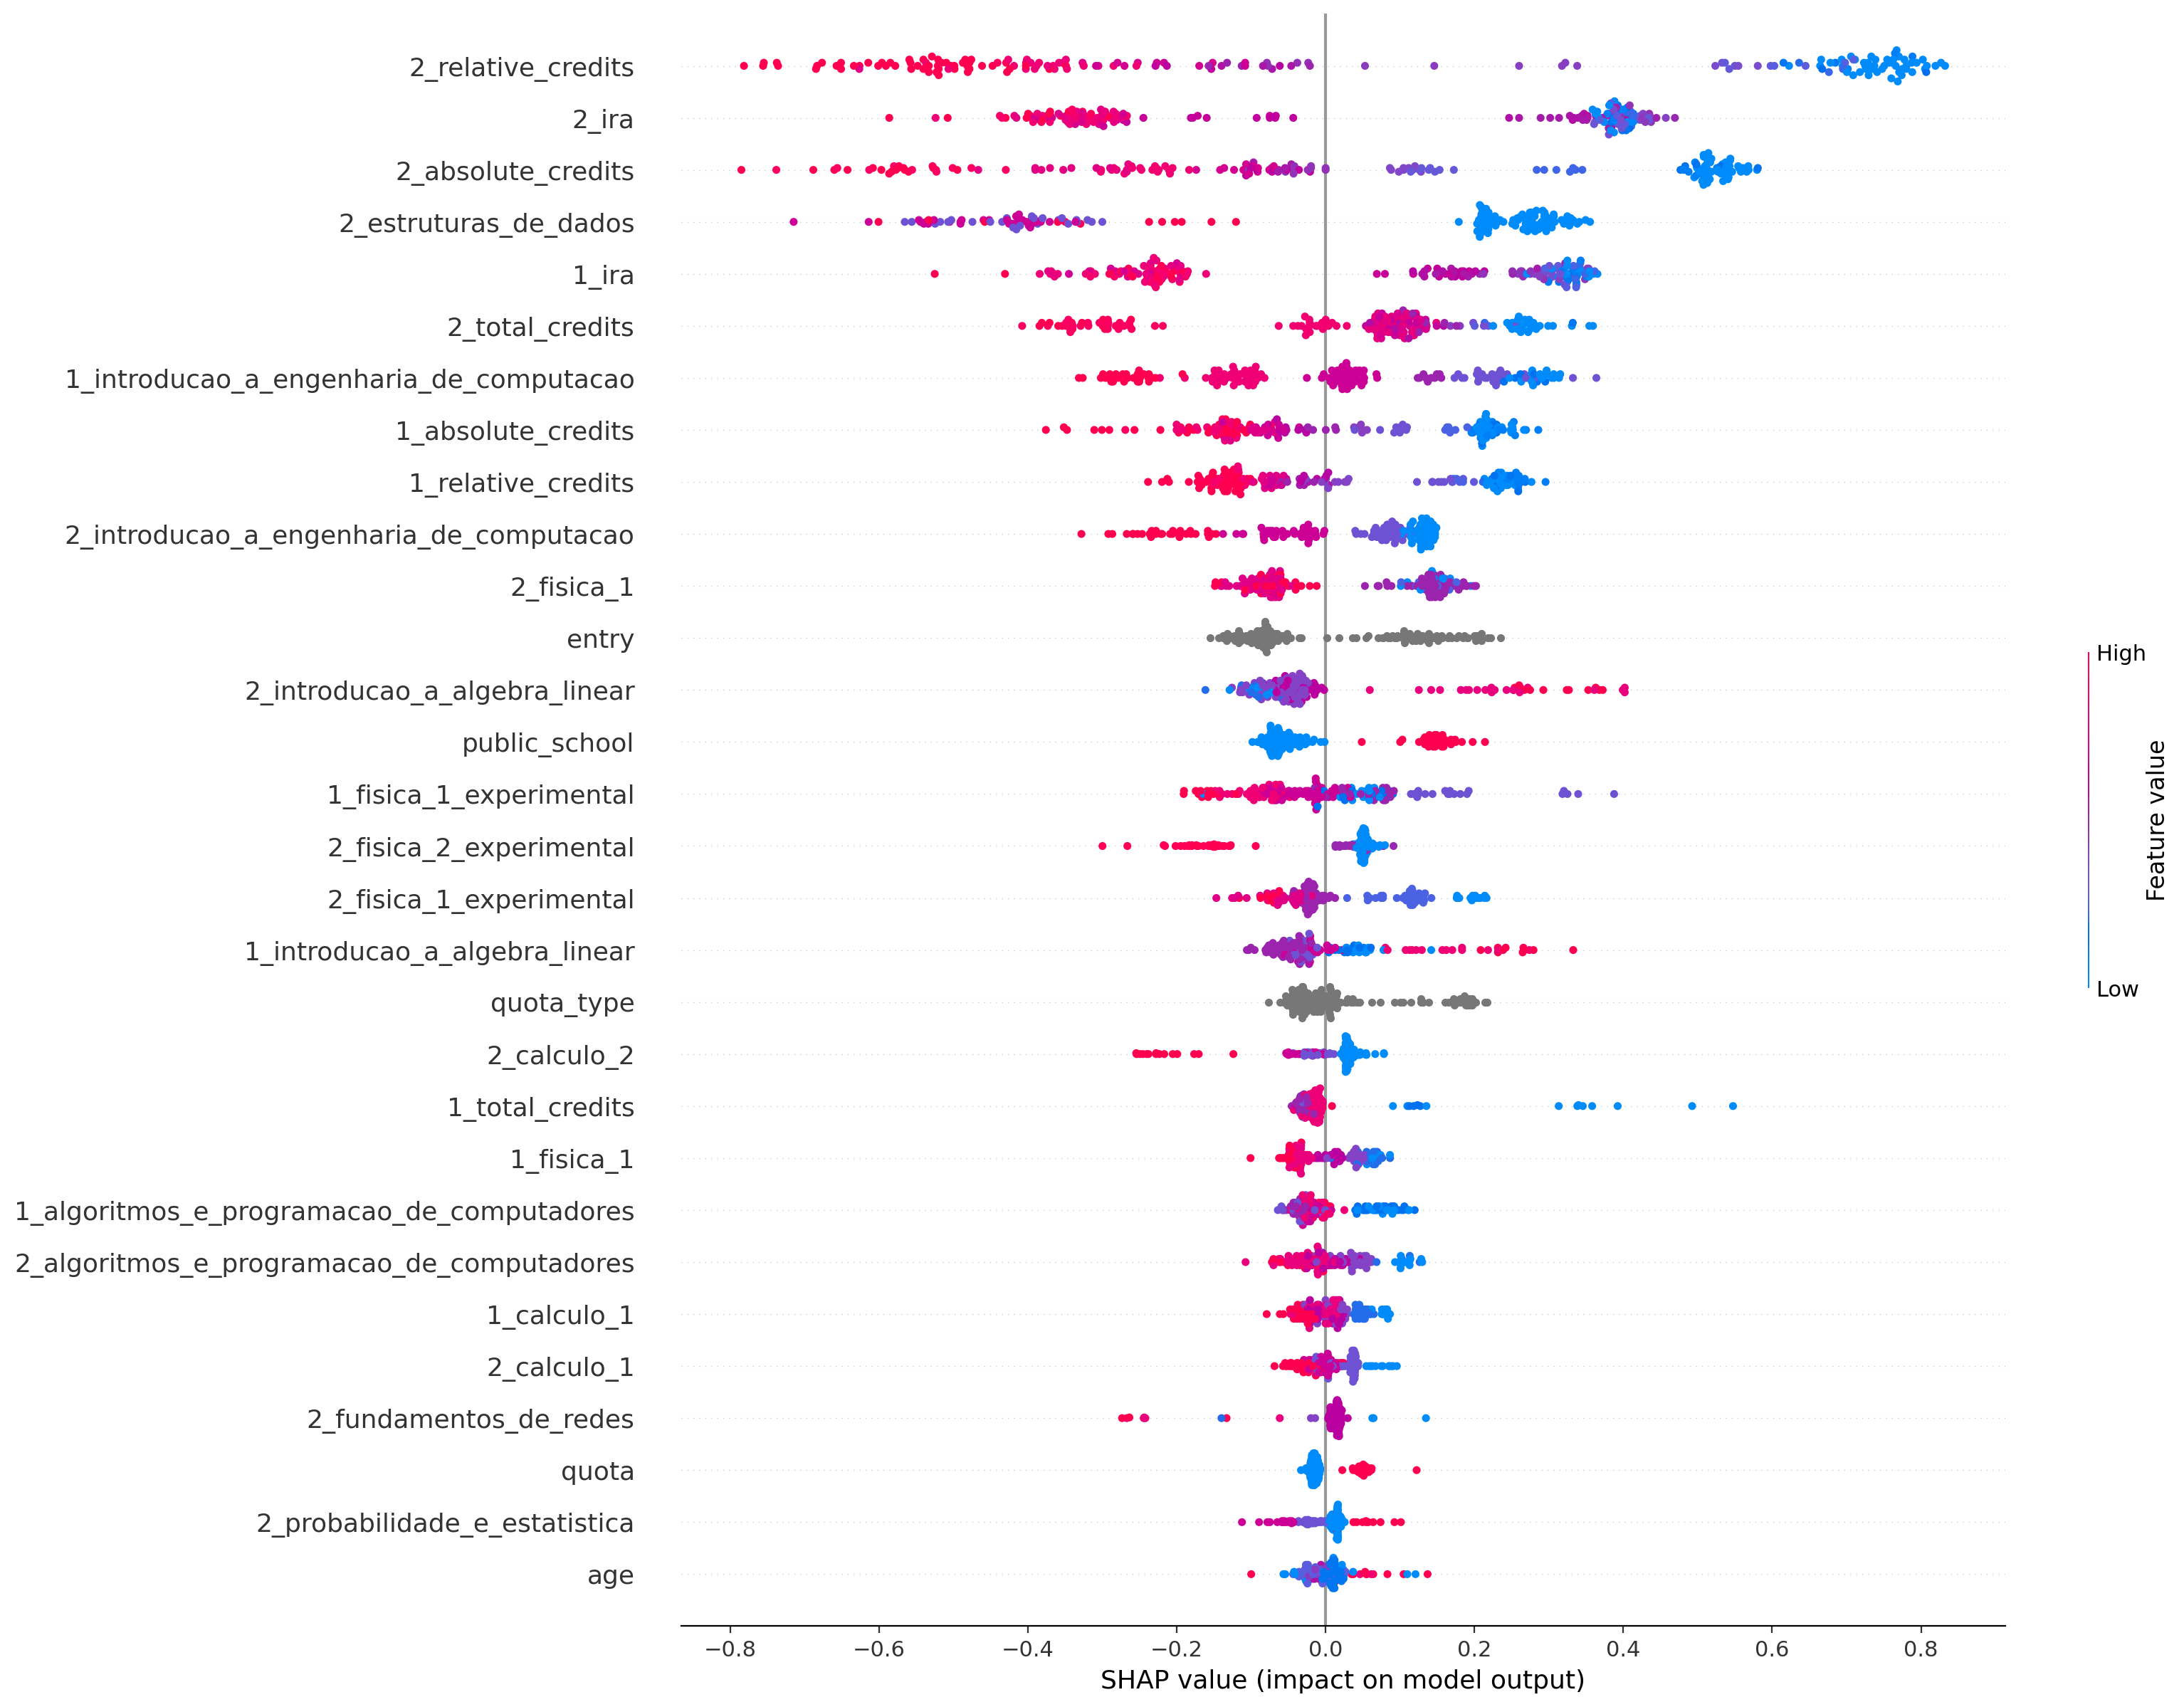 2_relative_credits
2_ira
2_absolute_credits
2_estruturas_de_dados
1_ira
2_total_credits
1_introducao_a_engenharia_de_computacao
1_absolute_credits
1_relative_credits
2_introdução_a_engenharia_de_computacao
2_fisica_1
entry
2_introducao_a_algebra_linear
public_school
1_fisica_1_experimental
2_fisica_2_experimental
2_fisica_1_experimental
1_introducao_a_algebra_linear
quota_type
2_calculo_2
1_total_credits
1_fisica_1
1_algoritmos_e_programacao_de_computadores
2_algoritmos_e_programacao_de_computadores
1_calculo_1
2_calculo_1
2_fundamentos_de_redes
quota
2_probabilidade_e_estatistica
age
−0.8 −0.6 −0.4 −0.2 0.0 0.2 0.4 0.6 0.8
SHAP value (impact on model output)
High
Feature value
Low